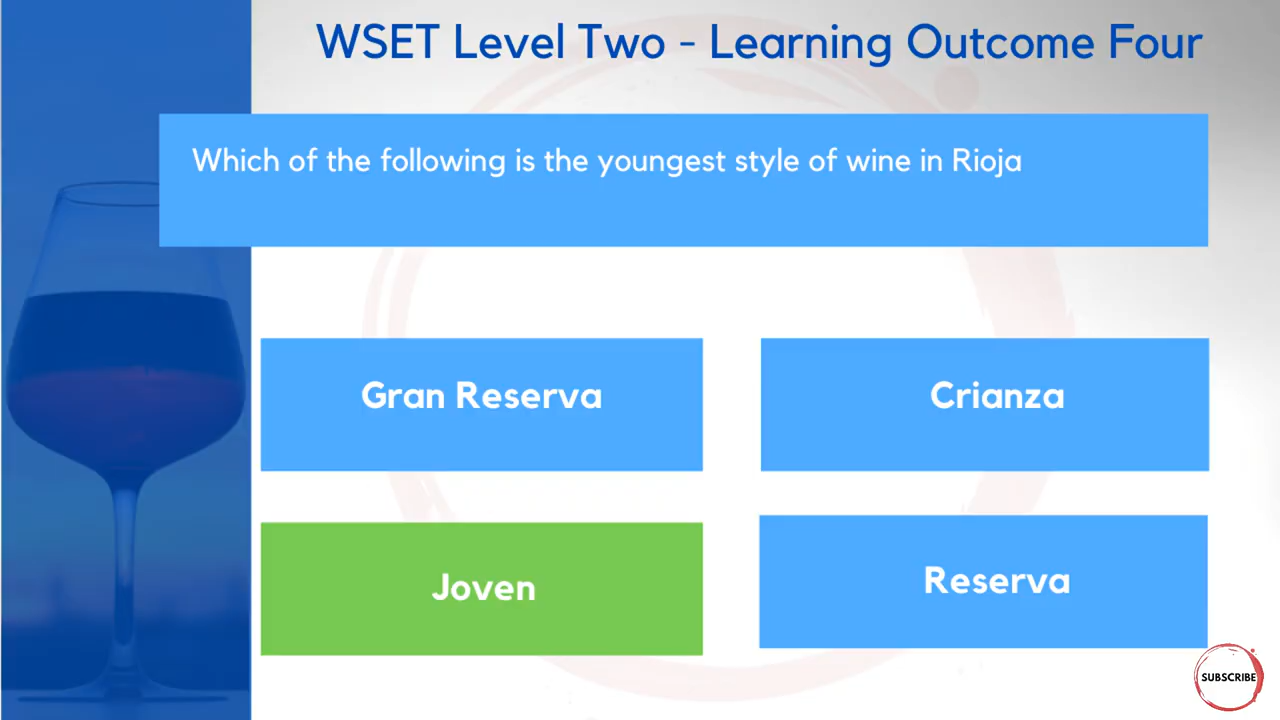 WSET Level Two - Learning Outcome Four
Which of the following is the youngest style of wine in Rioja
Gran Reserva
Crianza
Joven
Reserva
SUBSCRIBE